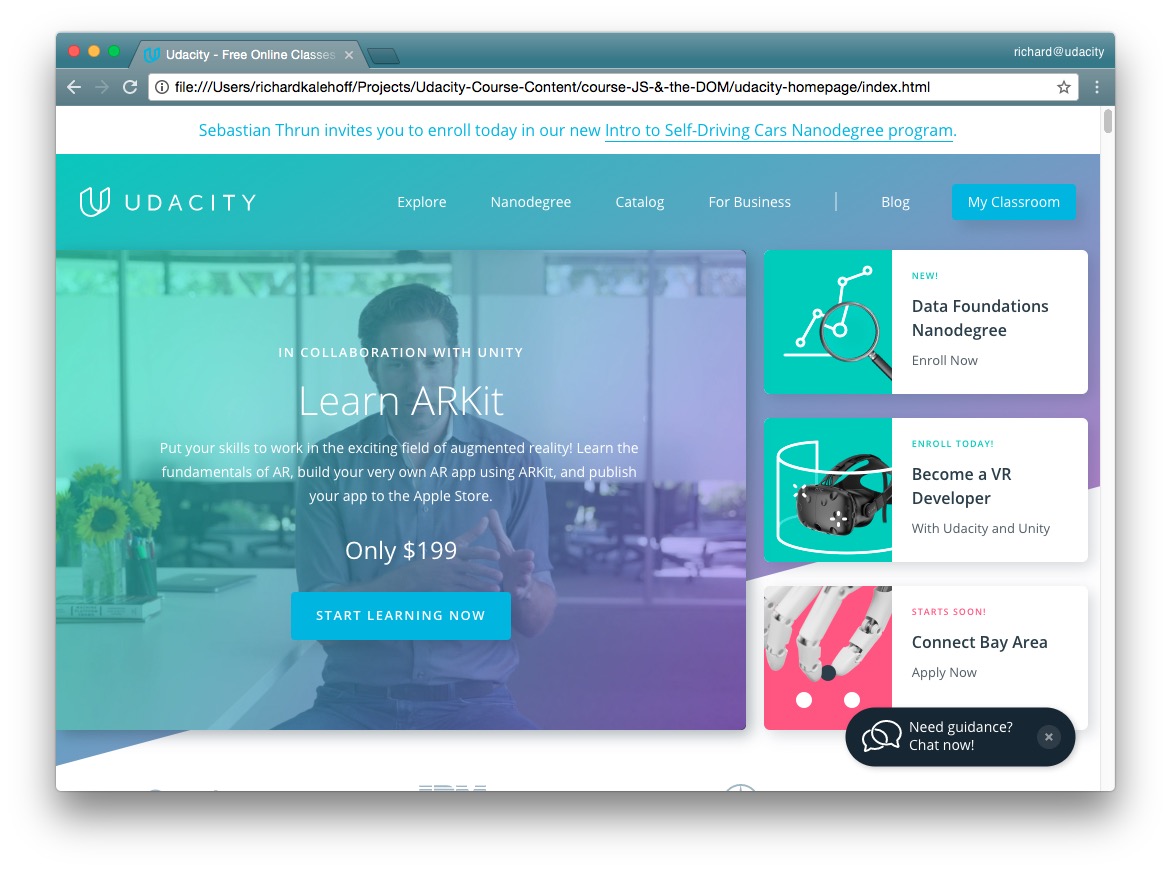 Udacity - Free Online Classes
richard@udacity
file:///Users/richardkalehoff/Projects/Udacity-Course-Content/course-JS-&-the-DOM/udacity-homepage/index.html
Sebastian Thrun invites you to enroll today in our new Intro to Self-Driving Cars Nanodegree program.
UDACITY
Explore
Nanodegree
Catalog
For Business
Blog
My Classroom
IN COLLABORATION WITH UNITY
Learn ARKit
Put your skills to work in the exciting field of augmented reality! Learn the
fundamentals of AR, build your very own AR app using ARKit, and publish
your app to the Apple Store.
Only $199
START LEARNING NOW
NEW!
Data Foundations
Nanodegree
Enroll Now
ENROLL TODAY!
Become a VR
Developer
With Udacity and Unity
STARTS SOON!
Connect Bay Area
Apply Now
Need guidance?
Chat now!